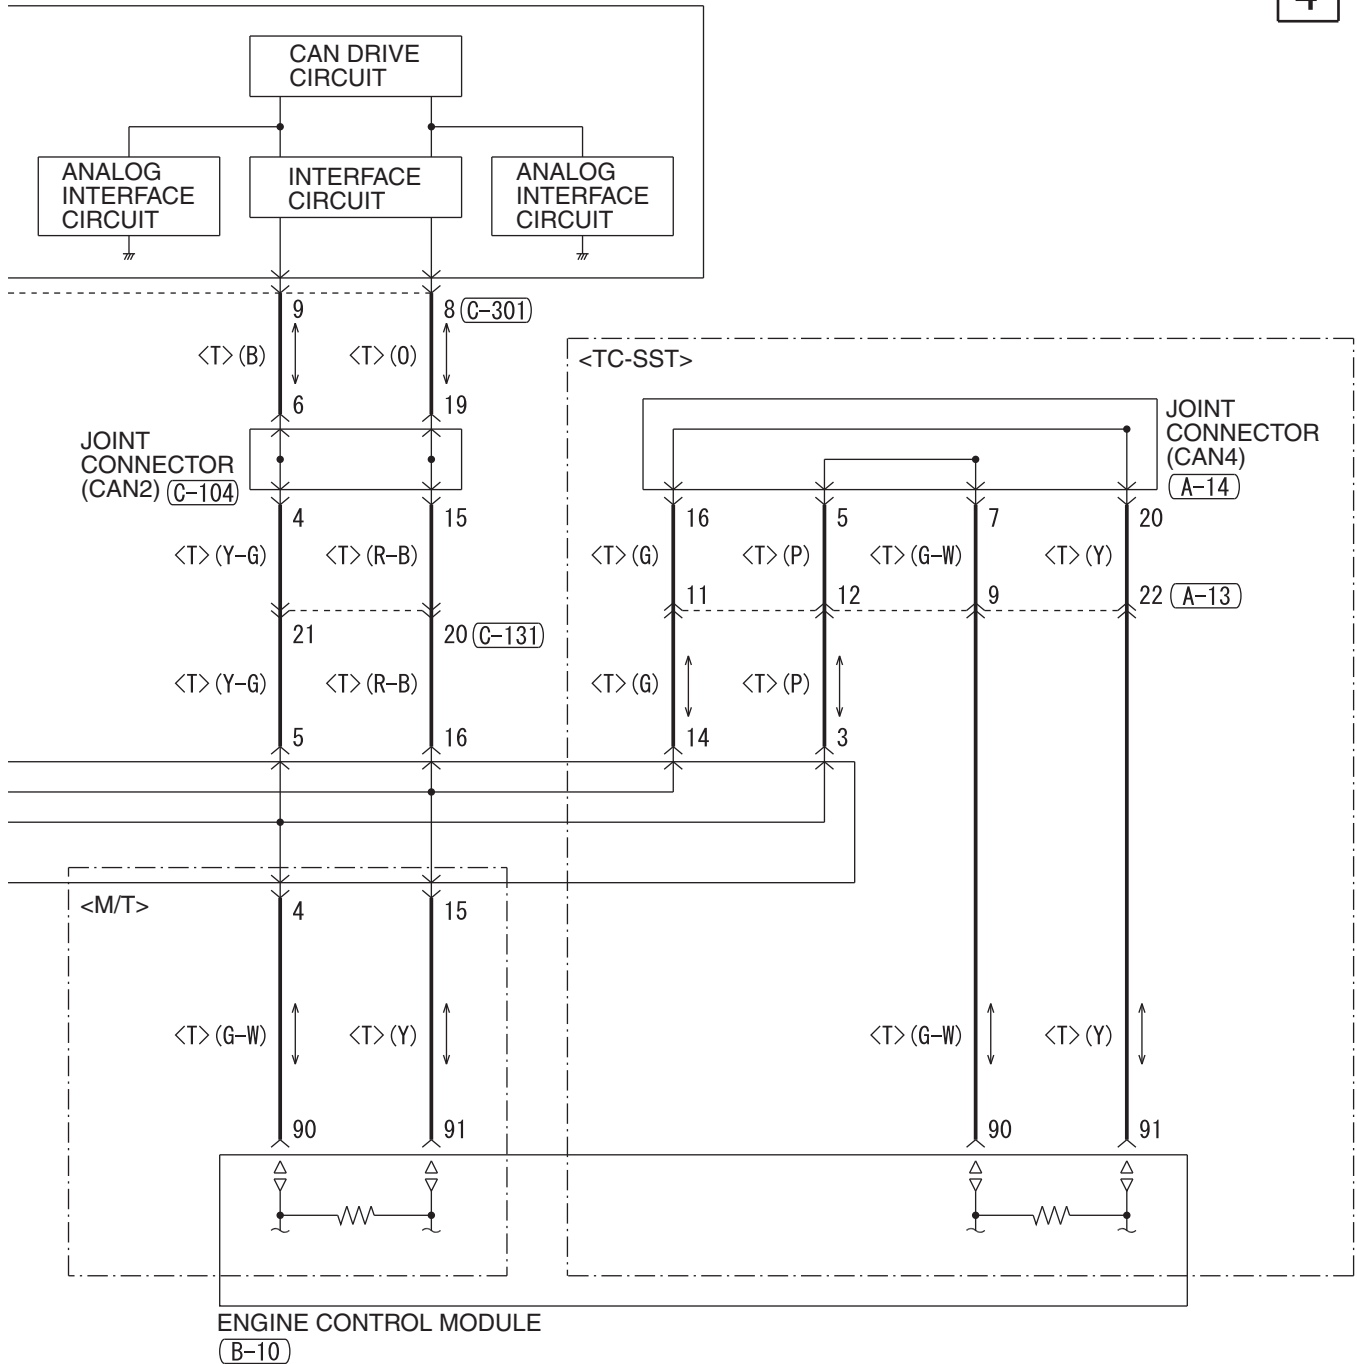 4
CAN DRIVE
CIRCUIT
ANALOG
INTERFACE
CIRCUIT
INTERFACE
CIRCUIT
ANALOG
INTERFACE
CIRCUIT
9
8 C-301
<T>(B)
<T>(O)
6
19
JOINT
CONNECTOR
(CAN2) C-104
4
15
<T>(Y-G)
<T>(R-B)
21
20 C-131
<T>(Y-G)
<T>(R-B)
5
16
<TC-SST>
JOINT
CONNECTOR
(CAN4)
A-14
16
5
7
20
<T>(G)
<T>(P)
<T>(G-W)
<T>(Y)
11
12
9
22 A-13
<T>(G)
<T>(P)
14
3
<M/T>
4
15
<T>(G-W)
<T>(Y)
<T>(G-W)
<T>(Y)
90
91
90
91
ENGINE CONTROL MODULE
B-10